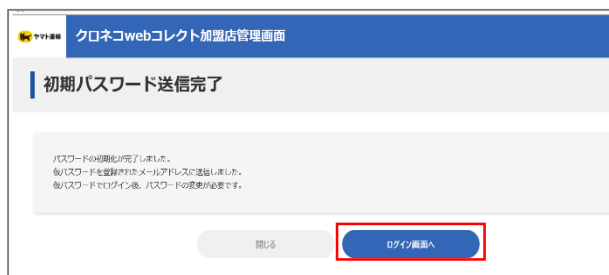 ヤマト運輸 クロネコwebコレクト加盟店管理画面
初期パスワード送信完了
パスワードの初期化が完了しました。
仮パスワードを登録されたメールアドレスに送信しました。
仮パスワードでログイン後、パスワードの変更が必要です。
閉じる ログイン画面へ